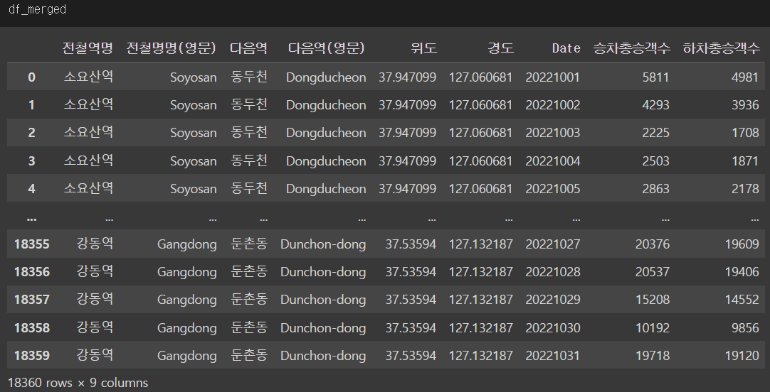 df_merged
전철역명 전철명명(영문) 다음역 다음역(영문) 위도 경도 Date 승차총승객수 하차총승객수
0 소요산역 Soyosan 동두천 Dongducheon 37.947099 127.060681 20221001 5811 4981
1 소요산역 Soyosan 동두천 Dongducheon 37.947099 127.060681 20221002 4293 3936
2 소요산역 Soyosan 동두천 Dongducheon 37.947099 127.060681 20221003 2225 1708
3 소요산역 Soyosan 동두천 Dongducheon 37.947099 127.060681 20221004 2503 1871
4 소요산역 Soyosan 동두천 Dongducheon 37.947099 127.060681 20221005 2863 2178
... ... ... ... ... ... ... ... ... ...
18355 강동역 Gangdong 둔촌동 Dunchon-dong 37.53594 127.132187 20221027 20376 19609
18356 강동역 Gangdong 둔촌동 Dunchon-dong 37.53594 127.132187 20221028 20537 19406
18357 강동역 Gangdong 둔촌동 Dunchon-dong 37.53594 127.132187 20221029 15208 14552
18358 강동역 Gangdong 둔촌동 Dunchon-dong 37.53594 127.132187 20221030 10192 9856
18359 강동역 Gangdong 둔촌동 Dunchon-dong 37.53594 127.132187 20221031 19718 19120
18360 rows × 9 columns